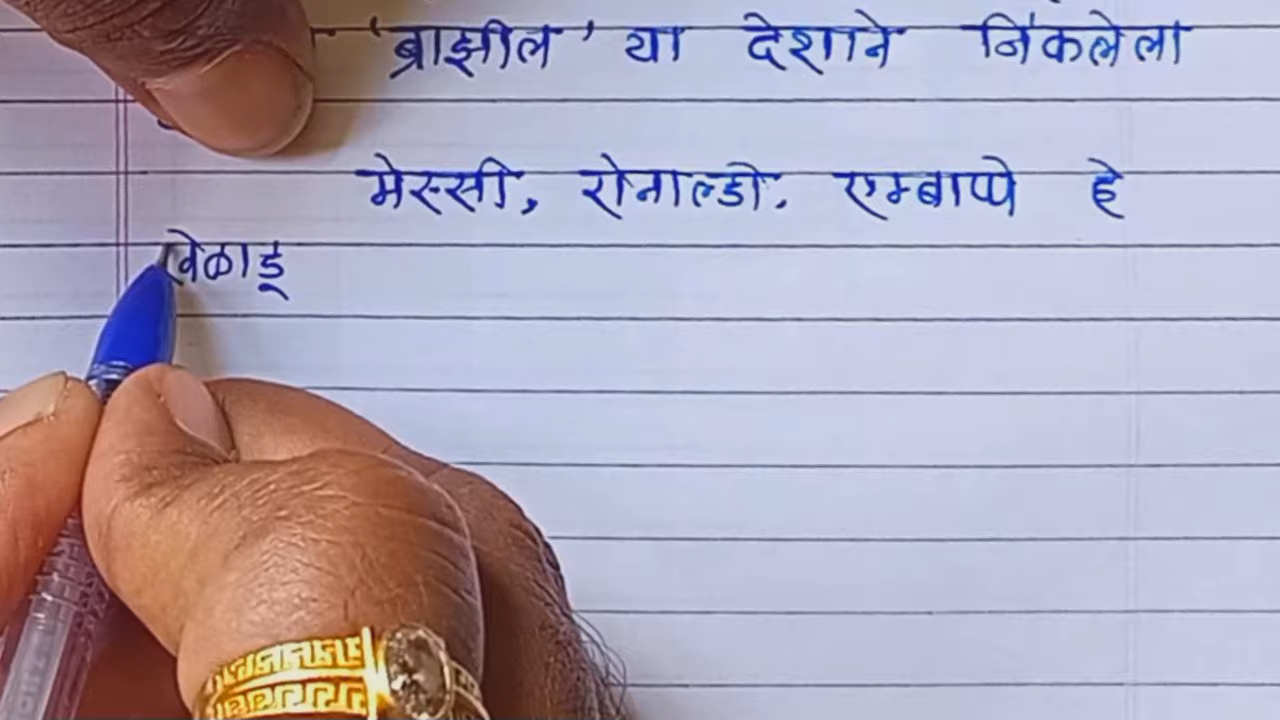 'ब्राझील' या देशाने जिंकलेला
मेस्सी, रोनाल्डो. एम्बाप्पे हे
खेळाडू